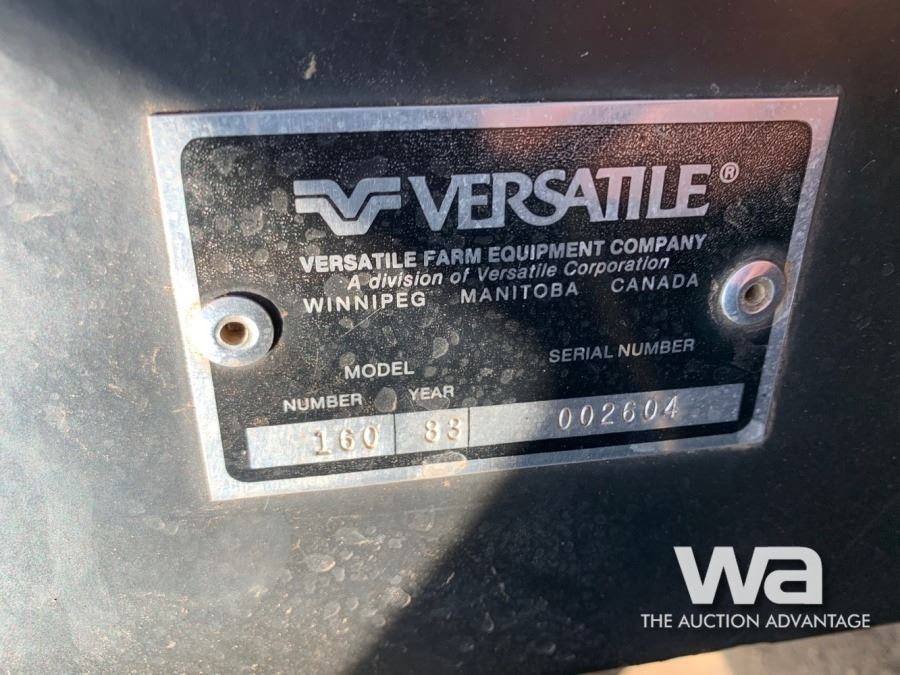 VERSATILE®
VERSATILE FARM EQUIPMENT COMPANY
A division of Versatile Corporation
WINNIPEG MANITOBA CANADA
MODEL
NUMBER YEAR SERIAL NUMBER
160 83 002604
wa
THE AUCTION ADVANTAGE